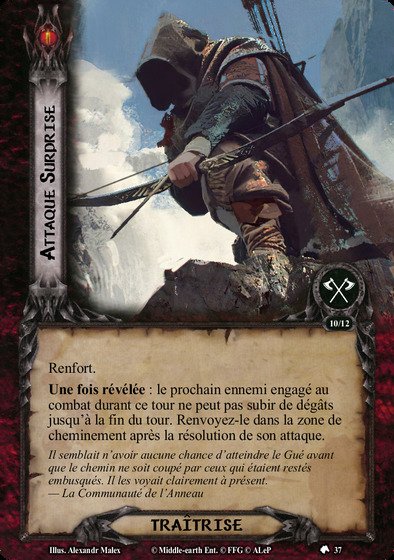 ATTAQUE SURPRISE
10/12
Renfort.
Une fois révélée : le prochain ennemi engagé au
combat durant ce tour ne peut pas subir de dégâts
jusqu'à la fin du tour. Renvoyez-le dans la zone de
cheminement après la résolution de son attaque.
Il semblait n'avoir aucune chance d'atteindre le Gué avant
que le chemin ne soit coupé par ceux qui étaient restés
embusqués. Il les voyait clairement à présent.
— La Communauté de l'Anneau
TRAÎTRISE
Illus. Alexandr Malex © Middle-earth Ent. © FFG © ALeP 37